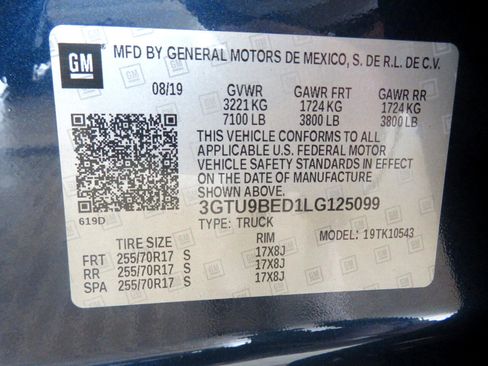 GM
MFD BY GENERAL MOTORS DE MEXICO, S. DE R.L. DE C.V.
08/19 GVWR GAWR FRT GAWR RR
3221 KG 1724 KG 1724 KG
7100 LB 3800 LB 3800 LB
THIS VEHICLE CONFORMS TO ALL
APPLICABLE U.S. FEDERAL MOTOR
VEHICLE SAFETY STANDARDS IN EFFECT
ON THE DATE OF MANUFACTURE
SHOWN ABOVE.
619D 3GTU9BED1LG125099
TYPE: TRUCK MODEL: 19TK10543
TIRE SIZE RIM
FRT 255/70R17 S 17X8J
RR 255/70R17 S 17X8J
SPA 255/70R17 S 17X8J